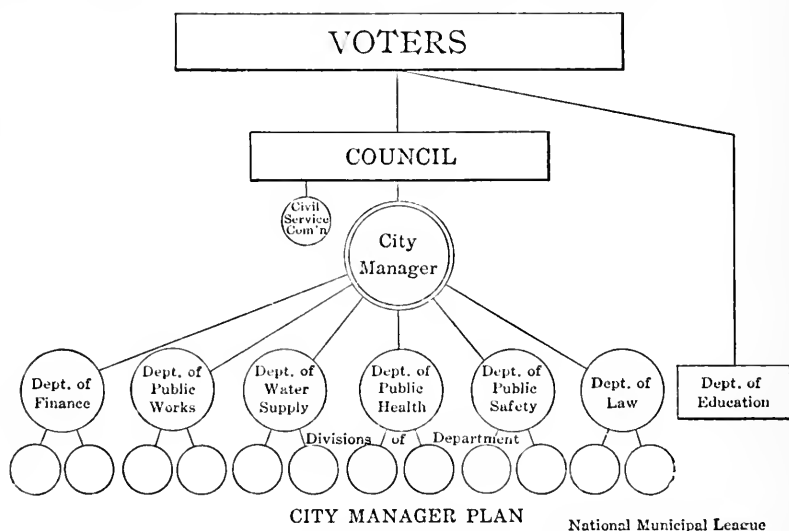 VOTERS
COUNCIL
Civil
Service
Com'n
City
Manager
Dept. of
Finance
Dept. of
Public
Works
Dept. of
Water
Supply
Dept. of
Public
Health
Dept. of
Public
Safety
Dept. of
Law
Dept. of
Education
Divisions of Department
CITY MANAGER PLAN
National Municipal League